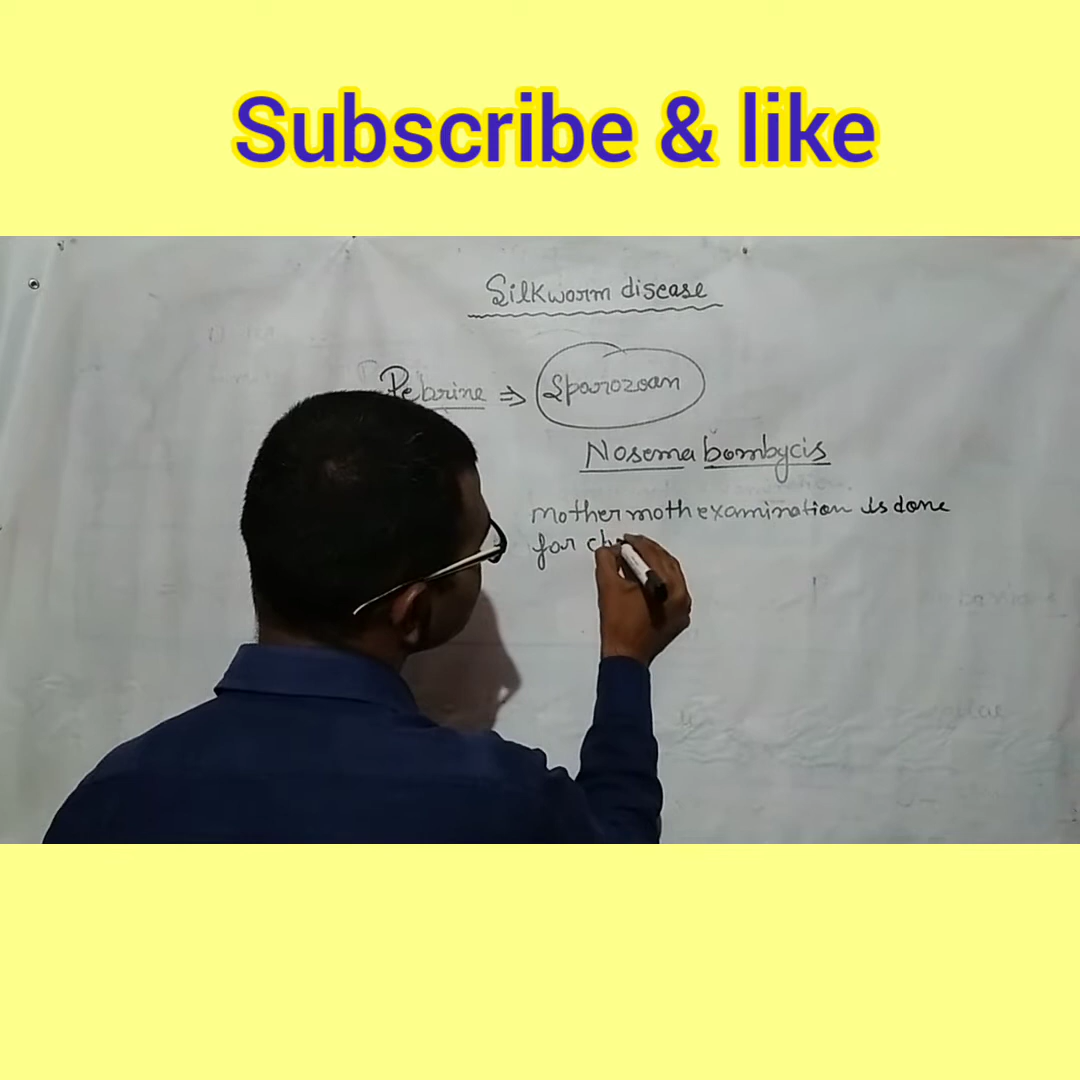 Subscribe & like
Silkworm disease
Pebrine ⇒ Sporozoan
Nosema bombycis
mother moth examination is done
for